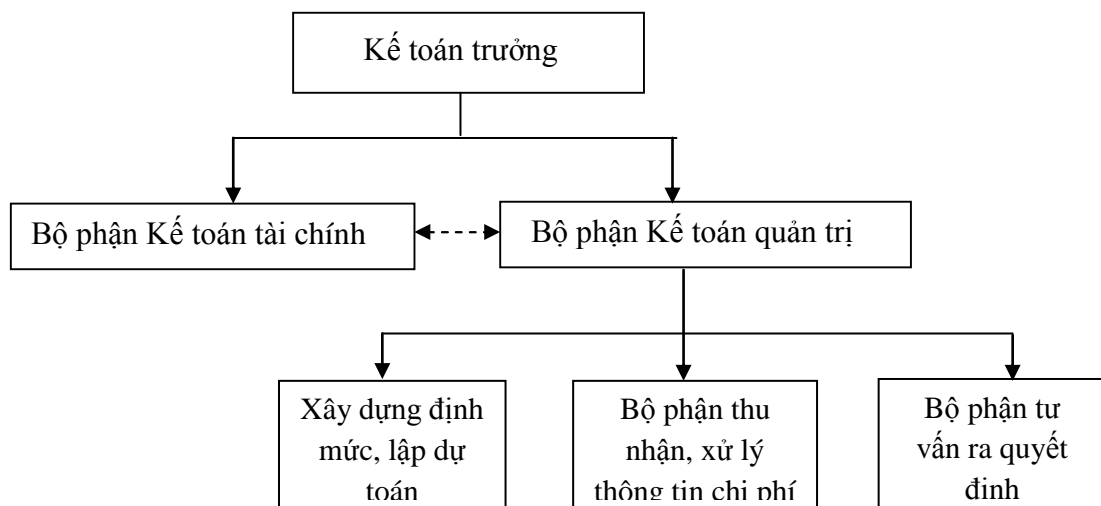 Kế toán trưởng
Bộ phận Kế toán tài chính
Bộ phận Kế toán quản trị
Xây dựng định
mức, lập dự
toán
Bộ phận thu
nhận, xử lý
thông tin chi phí
Bộ phận tư
vấn ra quyết
định